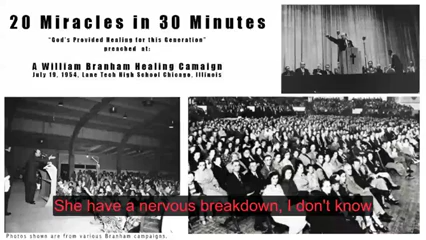 20 Miracles in 30 Minutes
"God's Provided Healing for this Generation"
preached at:
A William Branham Healing Camaign
July 19, 1954, Lane Tech High School Chicago, Illinois
She have a nervous breakdown, I don't know
Photos shown are from various Branham campaigns.